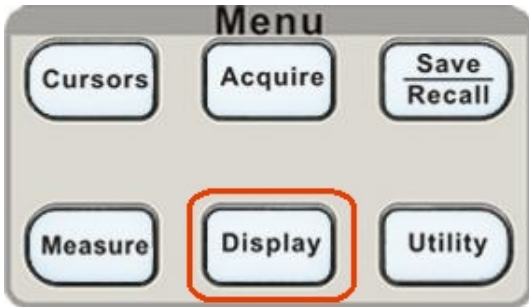 Menu
Cursors
Acquire
Save
Recall
Measure
Display
Utility